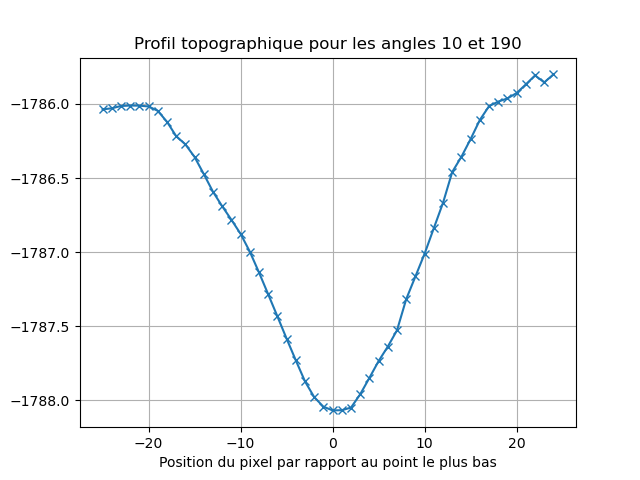 Profil topographique pour les angles 10 et 190
−1786.0
−1786.5
−1787.0
−1787.5
−1788.0
−20 −10 0 10 20
Position du pixel par rapport au point le plus bas